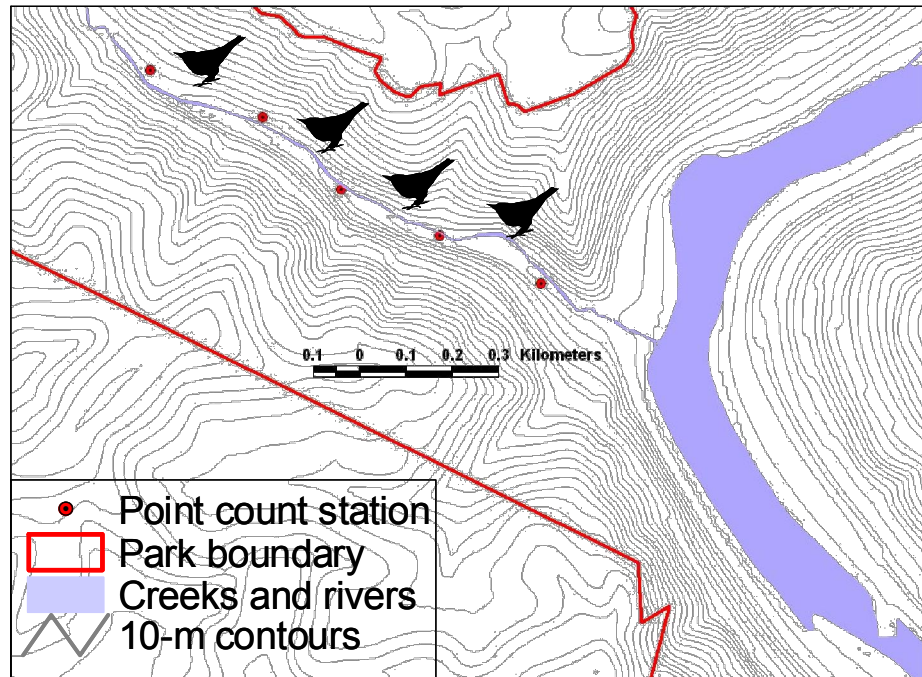 0.1 0 0.1 0.2 0.3 Kilometers
Point count station
Park boundary
Creeks and rivers
10-m contours